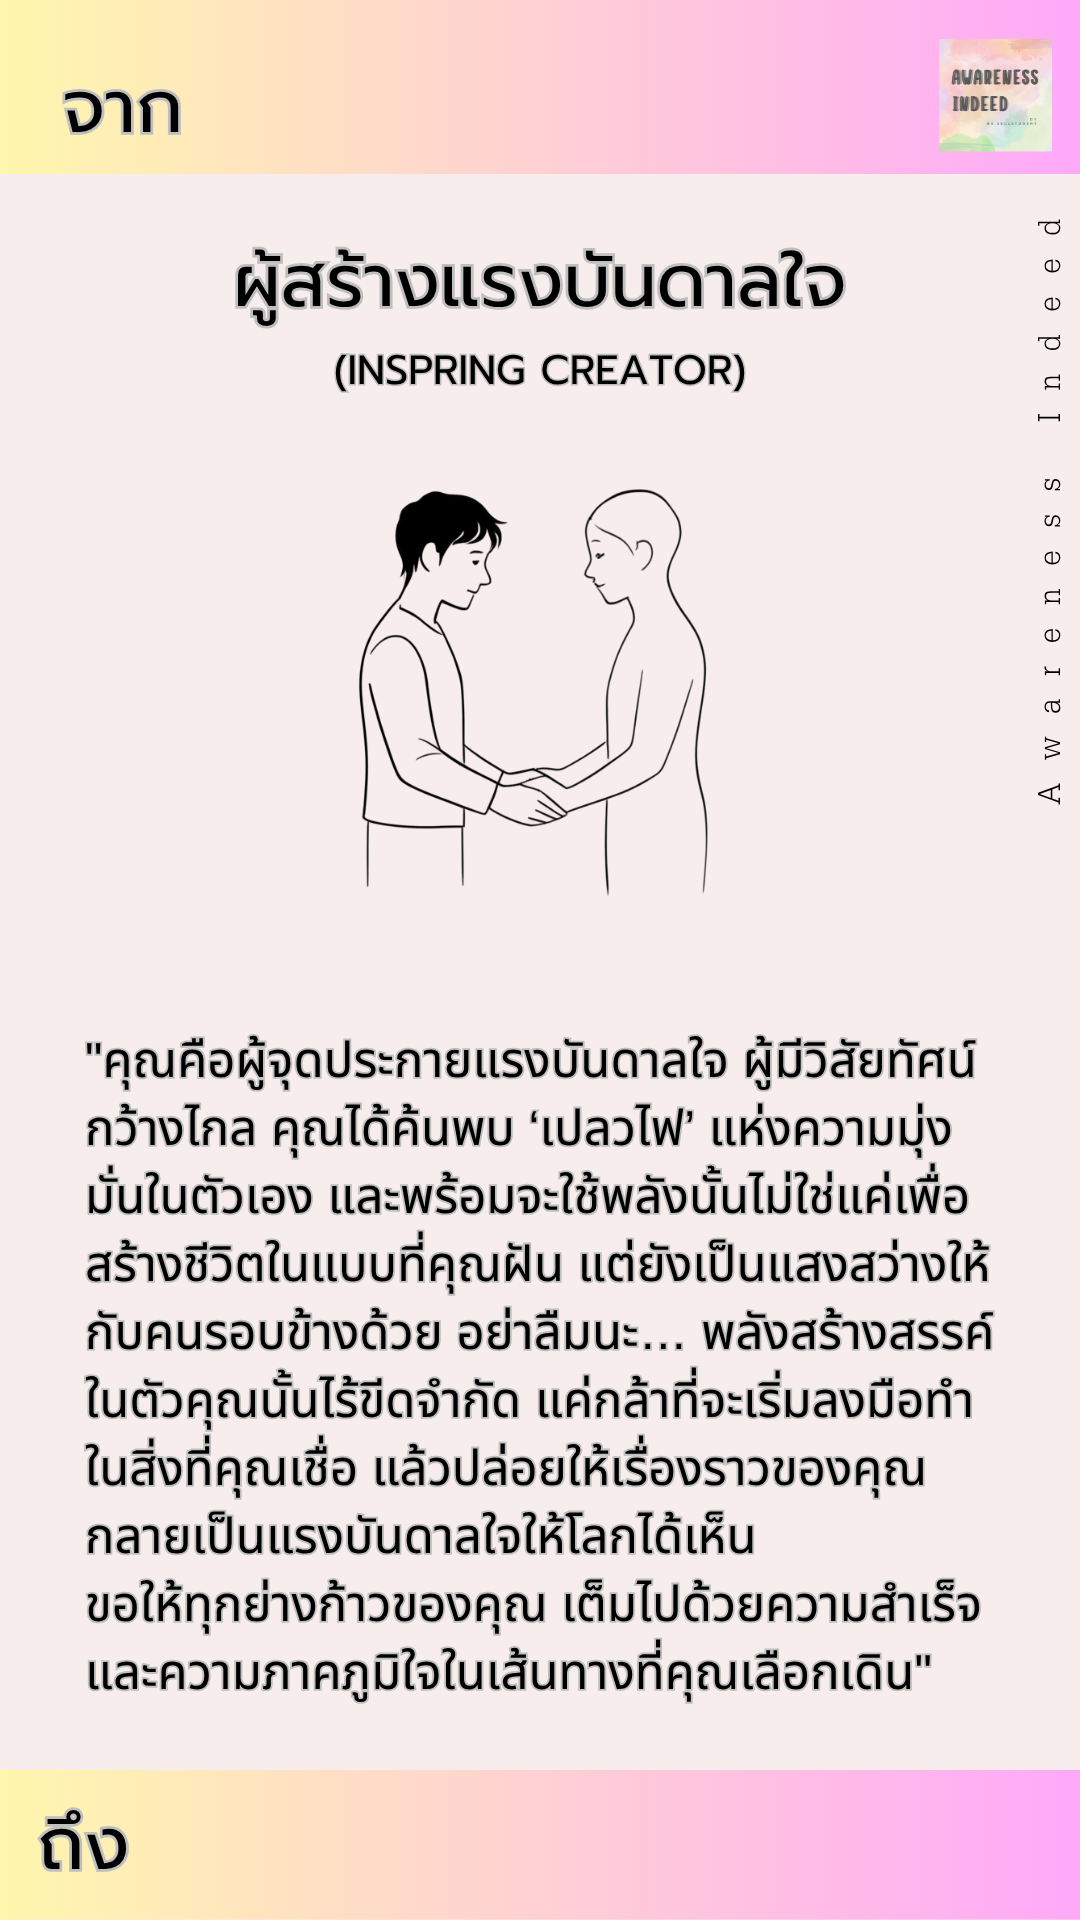 จาก
AWARENESS
INDEED
ผู้สร้างแรงบันดาลใจ
(INSPRING CREATOR)
Awareness Indeed
"คุณคือผู้จุดประกายแรงบันดาลใจ ผู้มีวิสัยทัศน์
กว้างไกล คุณได้ค้นพบ ‘เปลวไฟ’ แห่งความมุ่ง
มั่นในตัวเอง และพร้อมจะใช้พลังนั้นไม่ใช่แค่เพื่อ
สร้างชีวิตในแบบที่คุณฝัน แต่ยังเป็นแสงสว่างให้
กับคนรอบข้างด้วย อย่าลืมนะ... พลังสร้างสรรค์
ในตัวคุณนั้นไร้ขีดจำกัด แค่กล้าที่จะเริ่มลงมือทำ
ในสิ่งที่คุณเชื่อ แล้วปล่อยให้เรื่องราวของคุณ
กลายเป็นแรงบันดาลใจให้โลกได้เห็น
ขอให้ทุกย่างก้าวของคุณ เต็มไปด้วยความสำเร็จ
และความภาคภูมิใจในเส้นทางที่คุณเลือกเดิน"
ถึง